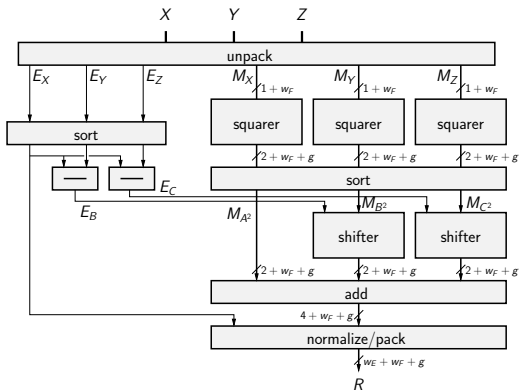 X Y Z
unpack
E_X E_Y E_Z M_X M_Y M_Z
1 + w_F 1 + w_F 1 + w_F
squarer squarer squarer
sort
2 + w_F + g 2 + w_F + g 2 + w_F + g
sort
E_C
E_B M_{A^2} M_{B^2} M_{C^2}
shifter shifter
2 + w_F + g 2 + w_F + g 2 + w_F + g
add
4 + w_F + g
normalize/pack
w_E + w_F + g
R